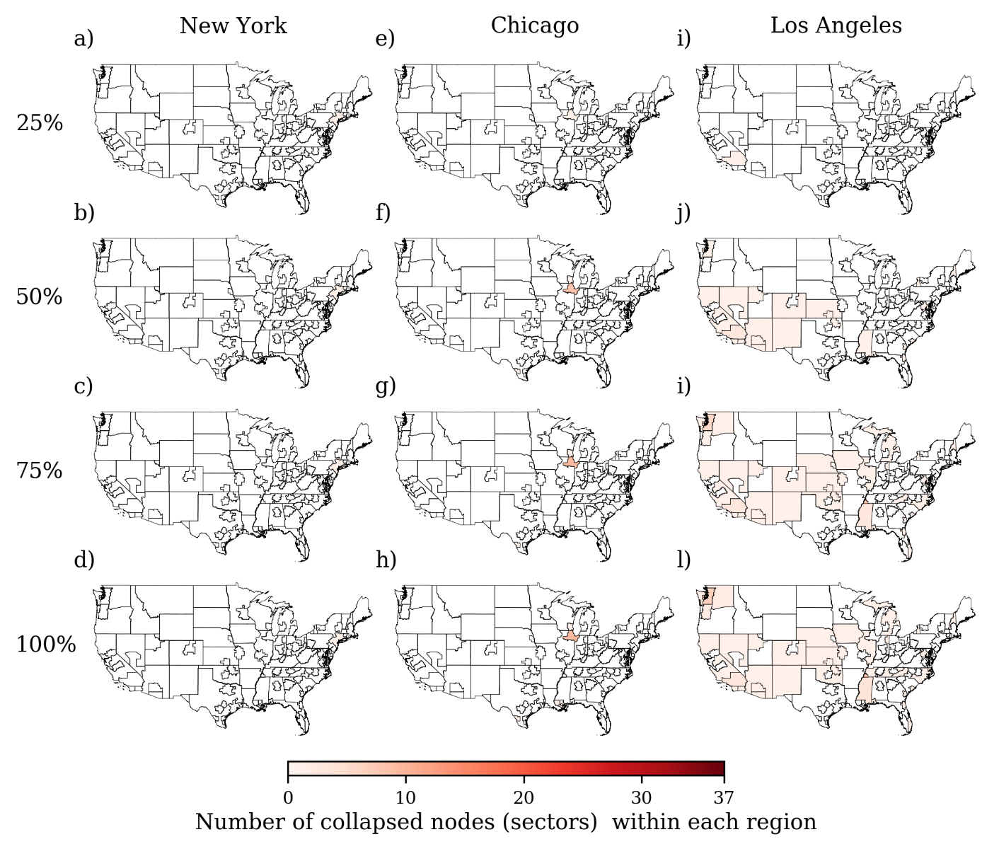 New York Chicago Los Angeles
a) e) i)
25%
b) f) j)
50%
c) g) i)
75%
d) h) l)
100%
0 10 20 30 37
Number of collapsed nodes (sectors)  within each region